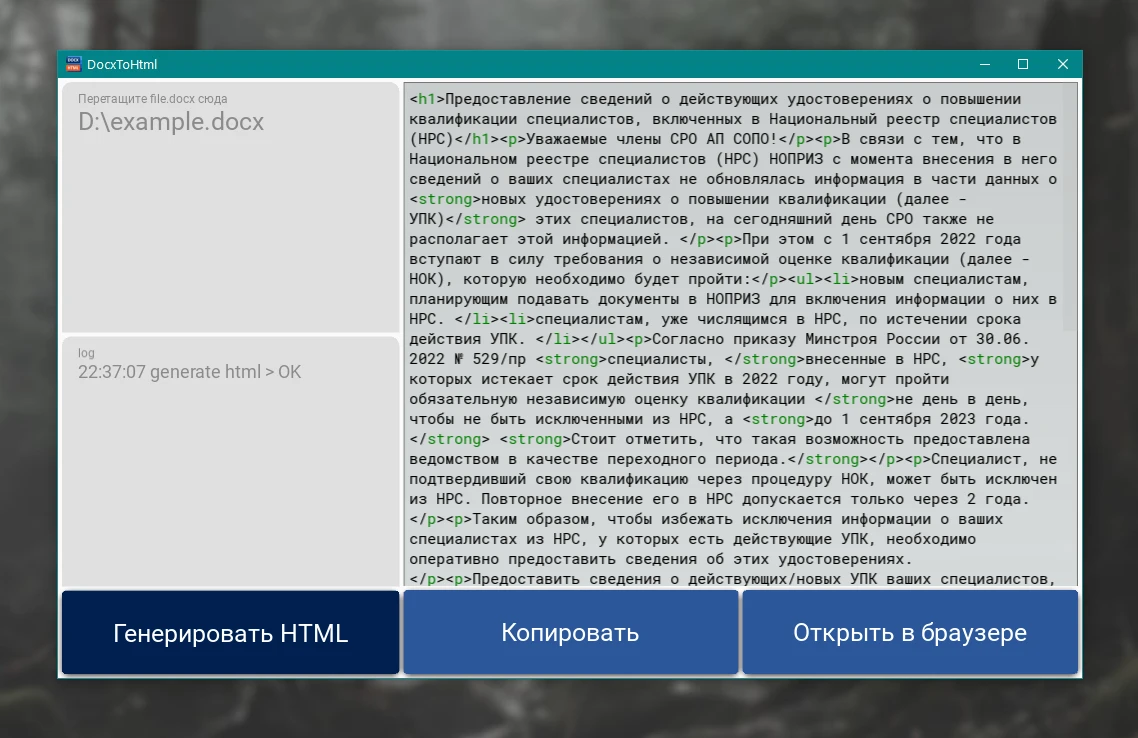 DOCX
HTML
DocxToHtml
Перетащите file.docx сюда
D:\example.docx
log
22:37:07 generate html > OK
<h1>Предоставление сведений о действующих удостоверениях о повышении
квалификации специалистов, включенных в Национальный реестр специалистов
(НРС)</h1><p>Уважаемые члены СРО АП СОПО!</p><p>В связи с тем, что в
Национальном реестре специалистов (НРС) НОПРИЗ с момента внесения в него
сведений о ваших специалистах не обновлялась информация в части данных о
<strong>новых удостоверениях о повышении квалификации (далее -
УПК)</strong> этих специалистов, на сегодняшний день СРО также не
располагает этой информацией. </p><p>При этом с 1 сентября 2022 года
вступают в силу требования о независимой оценке квалификации (далее -
НОК), которую необходимо будет пройти:</p><ul><li>новым специалистам,
планирующим подавать документы в НОПРИЗ для включения информации о них в
НРС. </li><li>специалистам, уже числящимся в НРС, по истечении срока
действия УПК. </li></ul><p>Согласно приказу Минстроя России от 30.06.
2022 № 529/пр <strong>специалисты, </strong>внесенные в НРС, <strong>у
которых истекает срок действия УПК в 2022 году, могут пройти
обязательную независимую оценку квалификации </strong>не день в день,
чтобы не быть исключенными из НРС, а <strong>до 1 сентября 2023 года.
</strong> <strong>Стоит отметить, что такая возможность предоставлена
ведомством в качестве переходного периода.</strong></p><p>Специалист, не
подтвердивший свою квалификацию через процедуру НОК, может быть исключен
из НРС. Повторное внесение его в НРС допускается только через 2 года.
</p><p>Таким образом, чтобы избежать исключения информации о ваших
специалистах из НРС, у которых есть действующие УПК, необходимо
оперативно предоставить сведения об этих удостоверениях.
</p><p>Предоставить сведения о действующих/новых УПК ваших специалистов,
Генерировать HTML
Копировать
Открыть в браузере